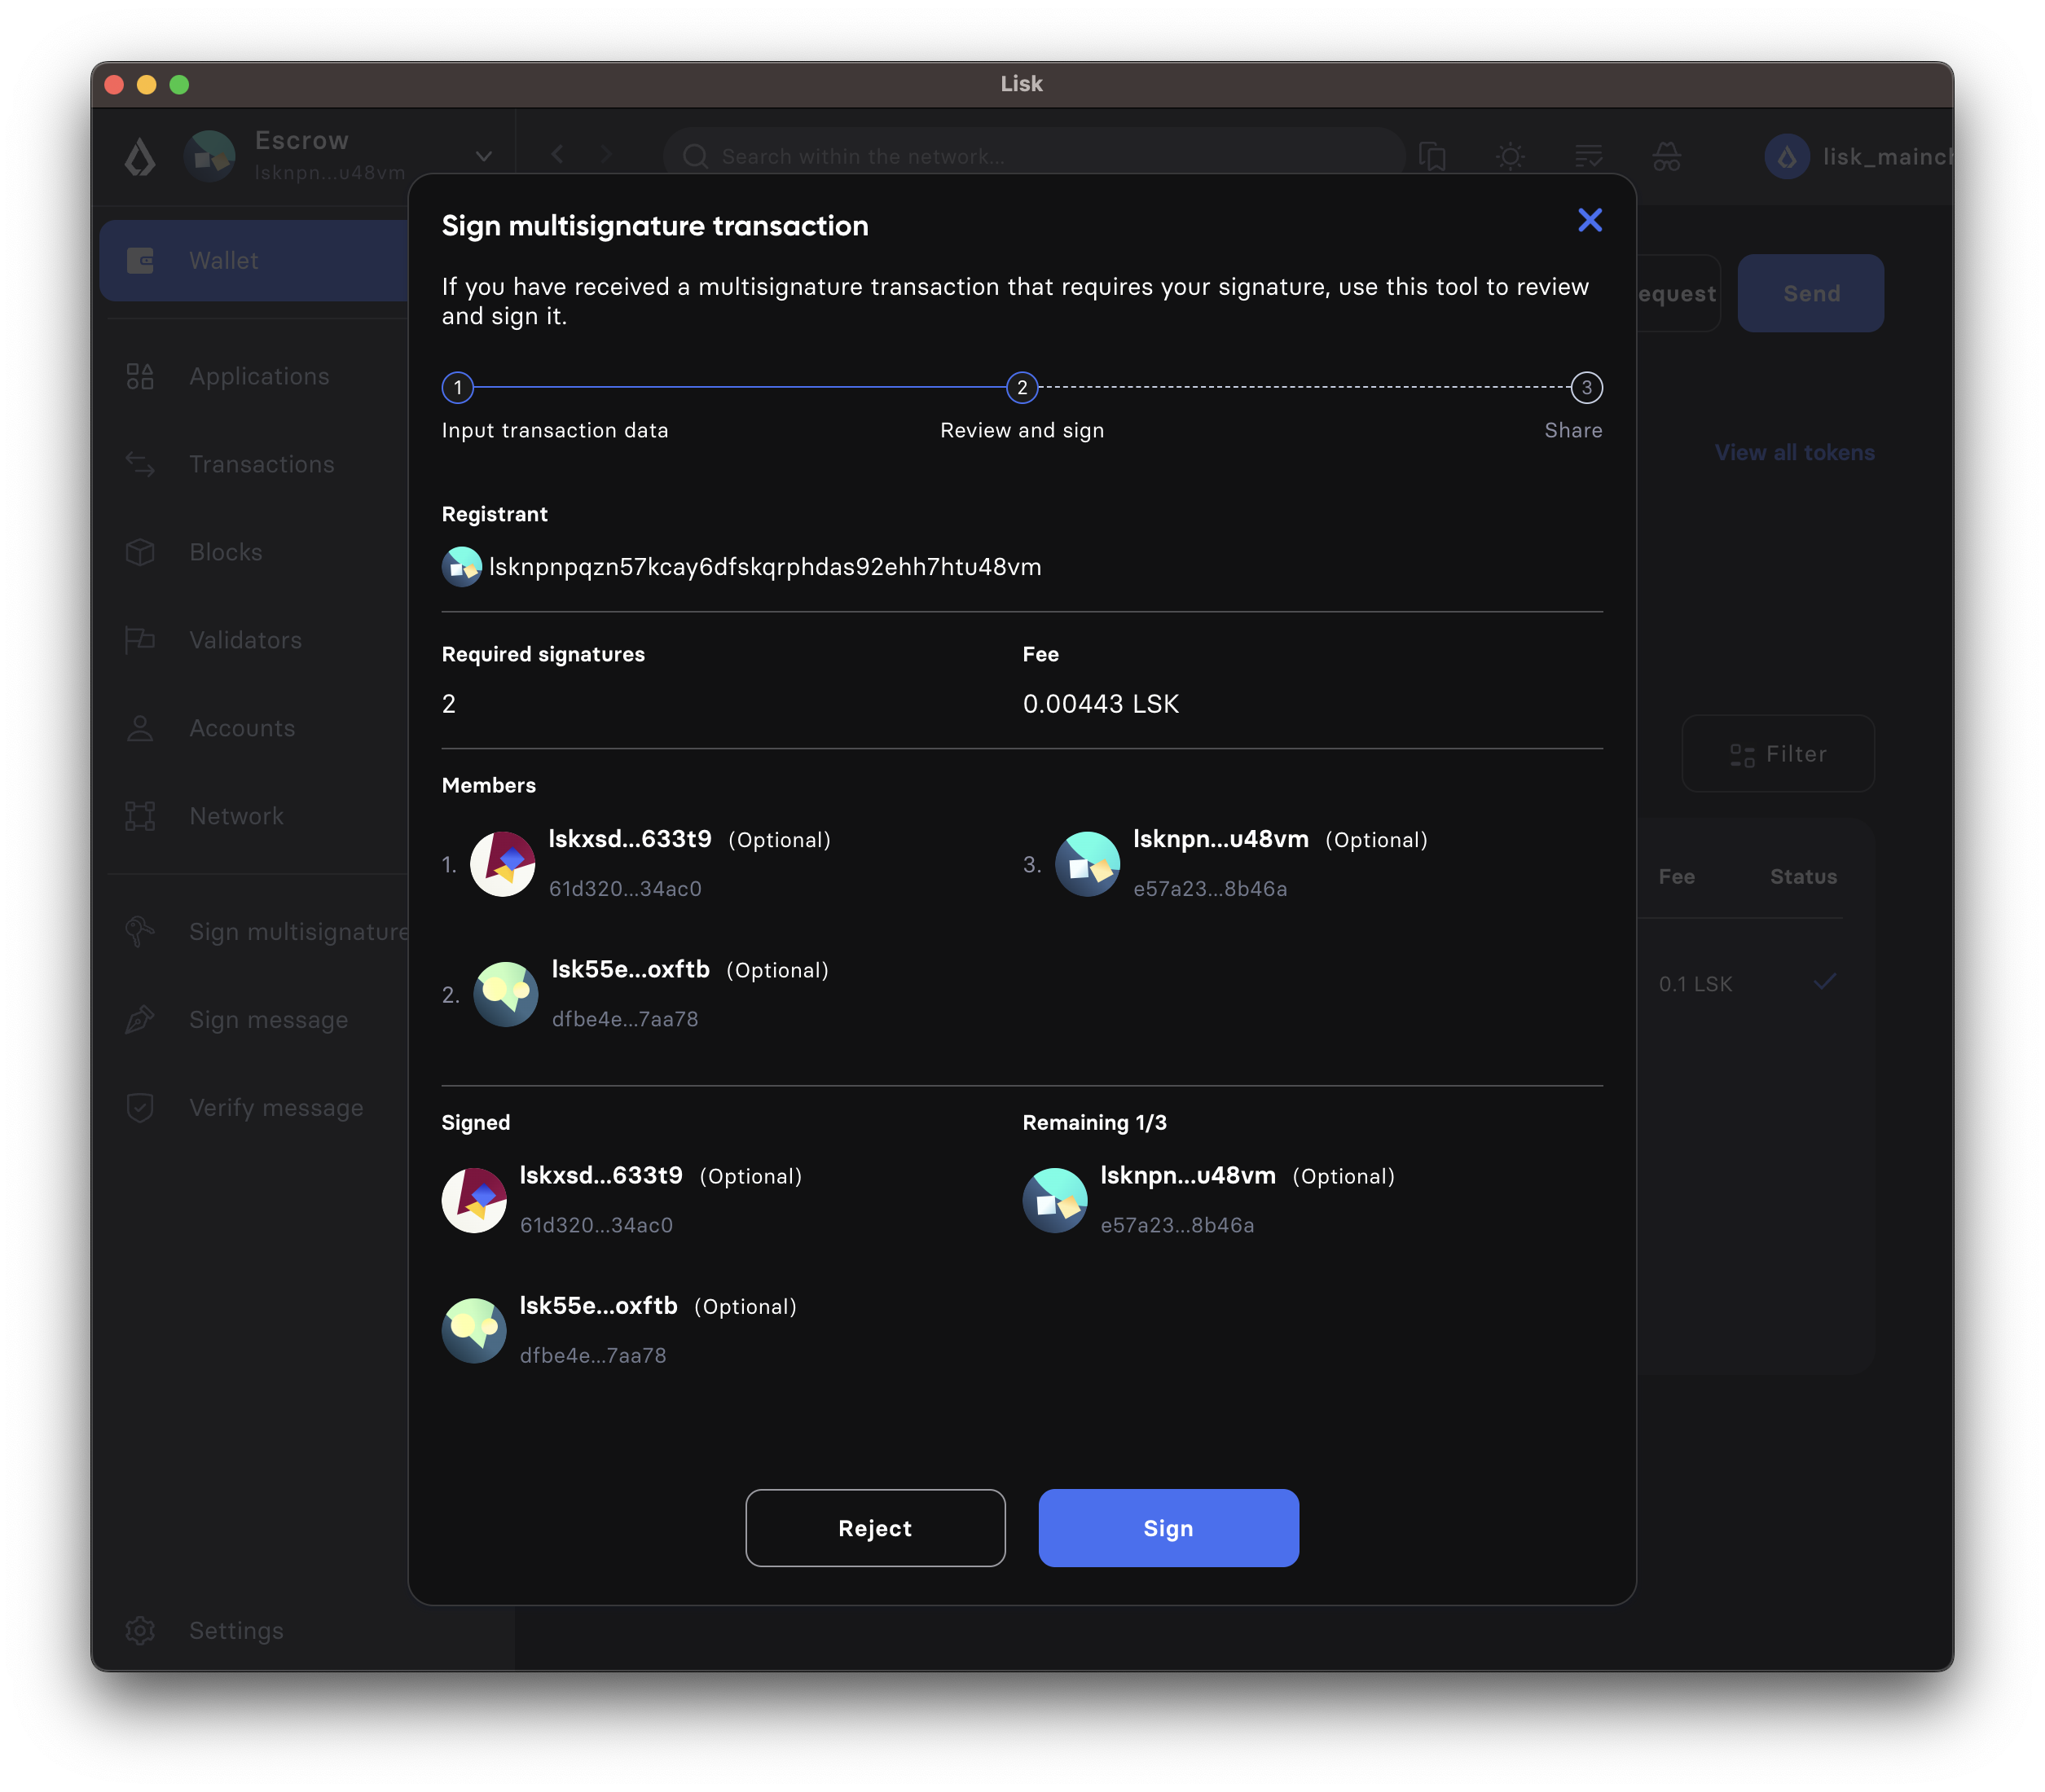 Lisk
Escrow
lsknpn...u48vm
Search within the network...
lisk_mainch
Wallet
Applications
Transactions
Blocks
Validators
Accounts
Network
Sign multisignature
Sign message
Verify message
Settings
equest
Send
View all tokens
Filter
Fee Status
0.1 LSK
Sign multisignature transaction
If you have received a multisignature transaction that requires your signature, use this tool to review
and sign it.
1 2 3
Input transaction data Review and sign Share
Registrant
lsknpnpqzn57kcay6dfskqrphdas92ehh7htu48vm
Required signatures Fee
2 0.00443 LSK
Members
1. lskxsd...633t9 (Optional)
61d320...34ac0
2. lsk55e...oxftb (Optional)
dfbe4e...7aa78
3. lsknpn...u48vm (Optional)
e57a23...8b46a
Signed
lskxsd...633t9 (Optional)
61d320...34ac0
lsk55e...oxftb (Optional)
dfbe4e...7aa78
Remaining 1/3
lsknpn...u48vm (Optional)
e57a23...8b46a
Reject Sign